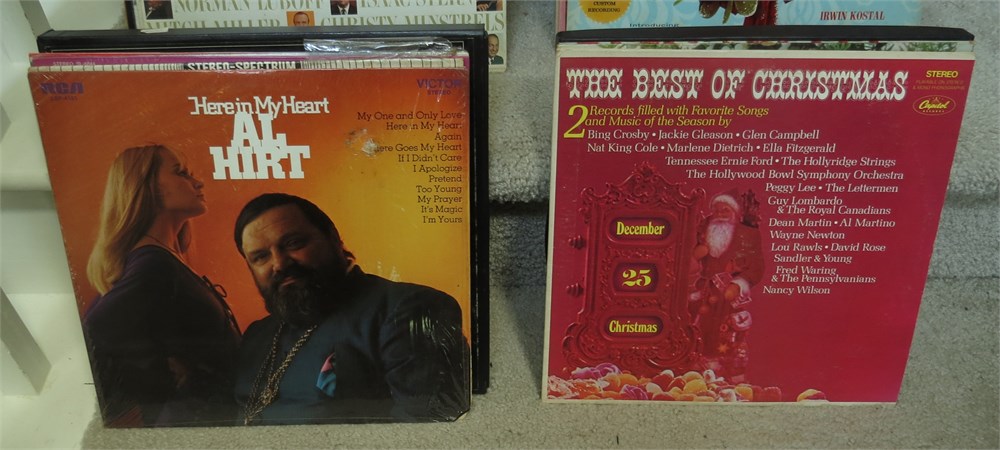 NORMAN LUBOFF
ISAAC STERN
MITCH MILLER
CHRISTY MINSTRELS
STEREO-SPECTRUM
RCA
VICTOR
STEREO
Here in My Heart
AL
HIRT
My One and Only Love
Here in My Heart
Again
There Goes My Heart
If I Didn't Care
I Apologize
Pretend
Too Young
My Prayer
It's Magic
I'm Yours
CUSTOM
RECORDING
introducing
IRWIN KOSTAL
THE BEST OF CHRISTMAS
STEREO
Capitol
RECORDS
2 Records filled with Favorite Songs
and Music of the Season by
Bing Crosby • Jackie Gleason • Glen Campbell
Nat King Cole • Marlene Dietrich • Ella Fitzgerald
Tennessee Ernie Ford • The Hollyridge Strings
The Hollywood Bowl Symphony Orchestra
Peggy Lee • The Lettermen
Guy Lombardo
& The Royal Canadians
Dean Martin • Al Martino
Wayne Newton
Lou Rawls • David Rose
Sandler & Young
Fred Waring
& The Pennsylvanians
Nancy Wilson
December
25
Christmas